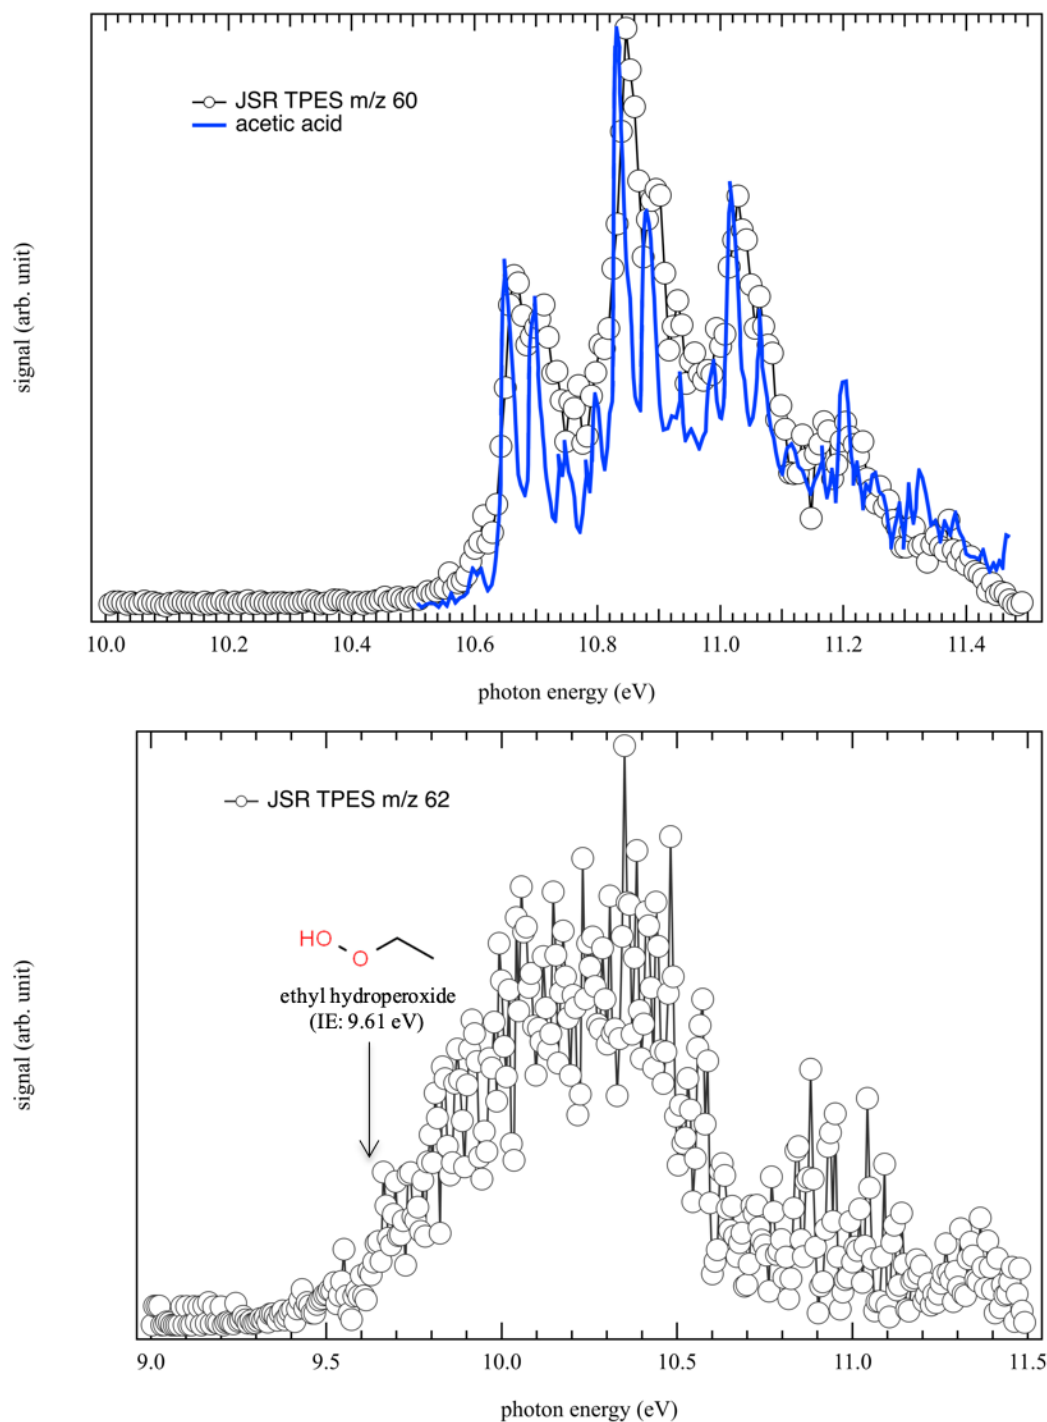 JSR TPES m/z 60
acetic acid
signal (arb. unit)
10.0 10.2 10.4 10.6 10.8 11.0 11.2 11.4
photon energy (eV)
JSR TPES m/z 62
HO
O
ethyl hydroperoxide
(IE: 9.61 eV)
signal (arb. unit)
9.0 9.5 10.0 10.5 11.0 11.5
photon energy (eV)